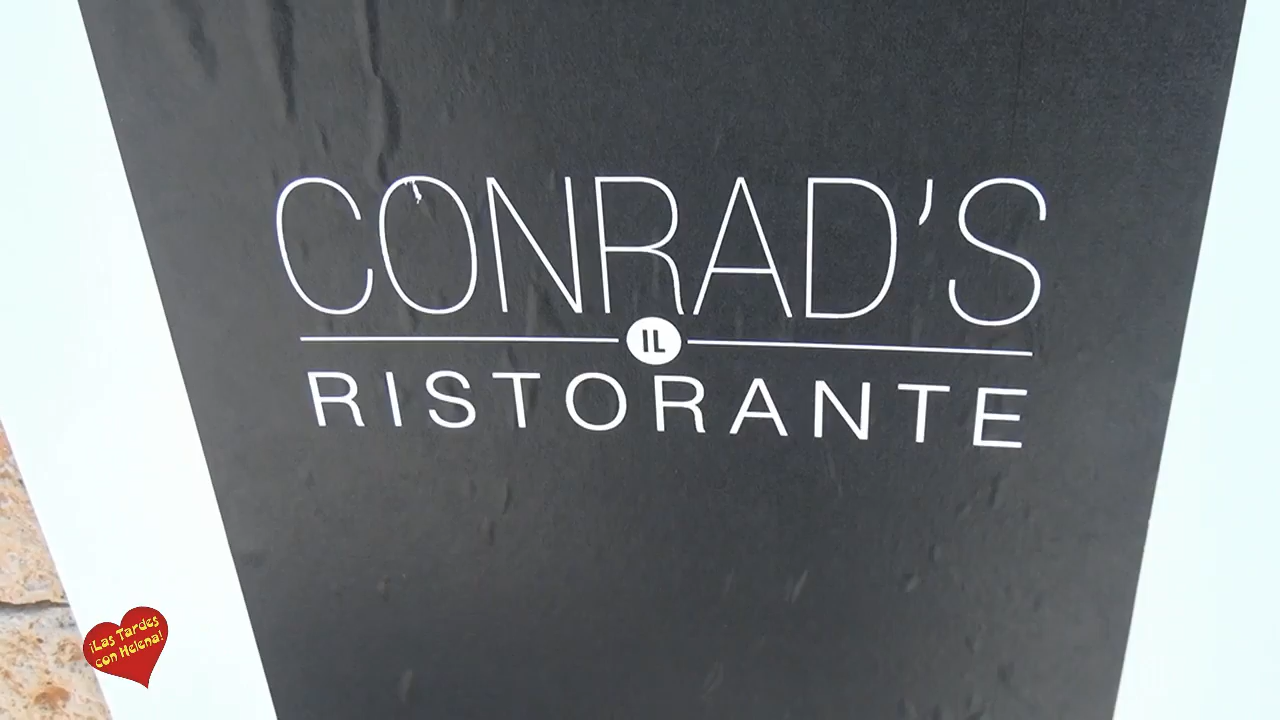 CONRAD'S
IL
RISTORANTE
¡Las Tardes
con Helena!